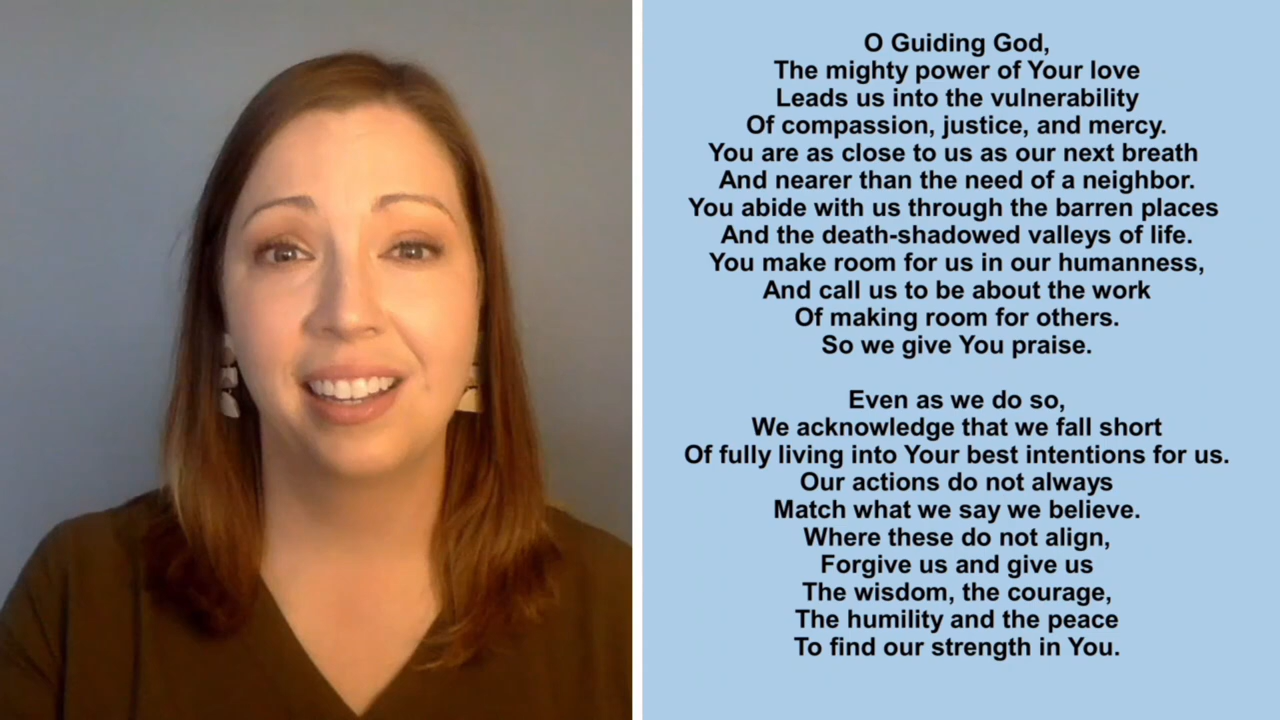 O Guiding God,
The mighty power of Your love
Leads us into the vulnerability
Of compassion, justice, and mercy.
You are as close to us as our next breath
And nearer than the need of a neighbor.
You abide with us through the barren places
And the death-shadowed valleys of life.
You make room for us in our humanness,
And call us to be about the work
Of making room for others.
So we give You praise.
Even as we do so,
We acknowledge that we fall short
Of fully living into Your best intentions for us.
Our actions do not always
Match what we say we believe.
Where these do not align,
Forgive us and give us
The wisdom, the courage,
The humility and the peace
To find our strength in You.